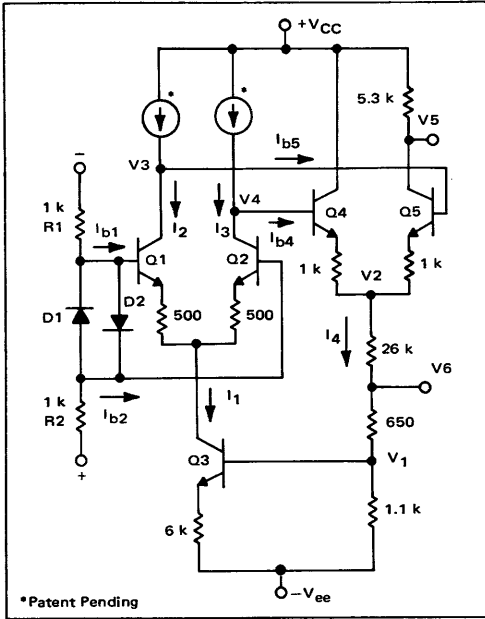 +VCC
*
*
5.3 k
V5
Ib5
V3
V4
−
I2
I3
Ib4
Q4
Q5
1 k
R1
Ib1
Q1
Q2
1 k
1 k
V2
D1
D2
500
500
I4
26 k
V6
1 k
R2
Ib2
I1
650
+
Q3
V1
6 k
1.1 k
−Vee
*Patent Pending